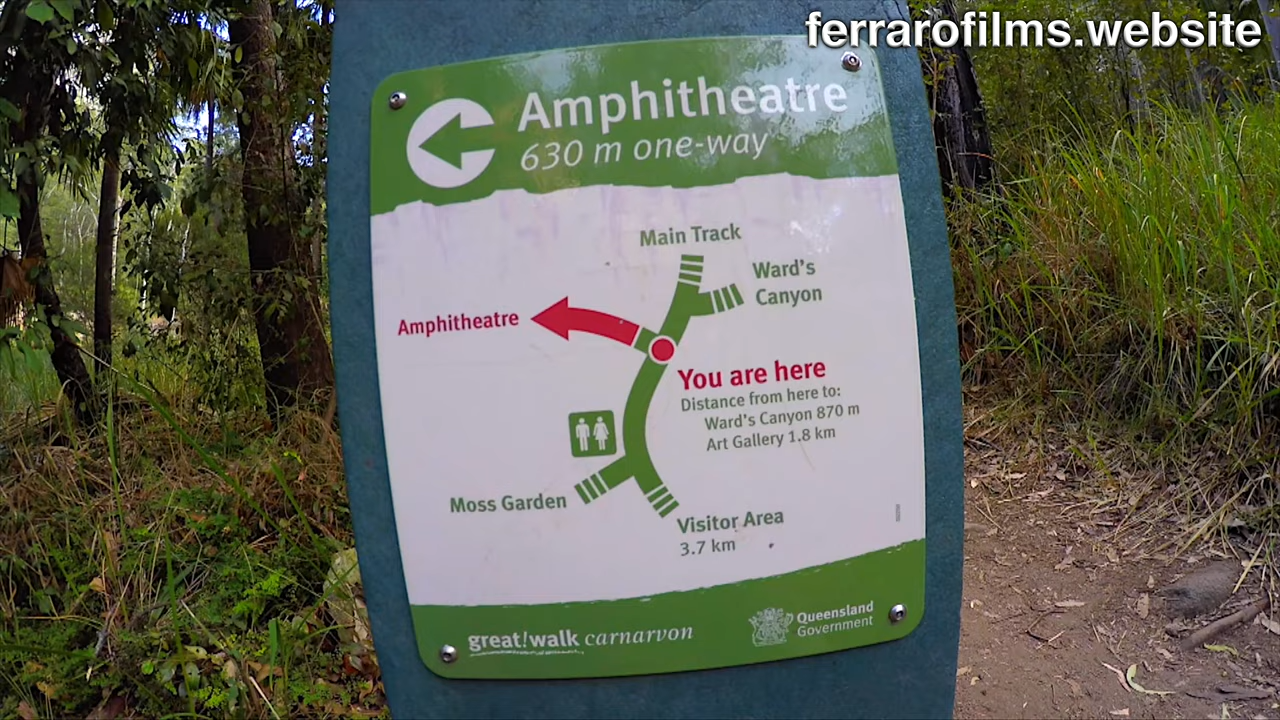 ferrarofilms.website
Amphitheatre
630 m one-way
Main Track
Ward's
Canyon
Amphitheatre
You are here
Distance from here to:
Ward's Canyon 870 m
Art Gallery 1.8 km
Moss Garden
Visitor Area
3.7 km
great!walk carnarvon
Queensland
Government